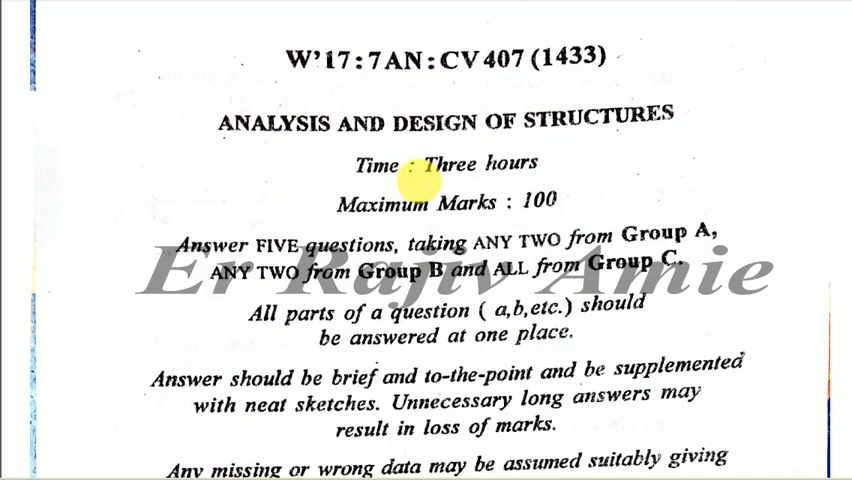 W'17:7AN:CV407 (1433)
ANALYSIS AND DESIGN OF STRUCTURES
Time : Three hours
Maximum Marks : 100
Answer FIVE questions, taking ANY TWO from Group A,
ANY TWO from Group B and ALL from Group C.
Er Rajiv Amie
All parts of a question ( a,b,etc.) should
be answered at one place.
Answer should be brief and to-the-point and be supplemented
with neat sketches. Unnecessary long answers may
result in loss of marks.
Any missing or wrong data may be assumed suitably giving